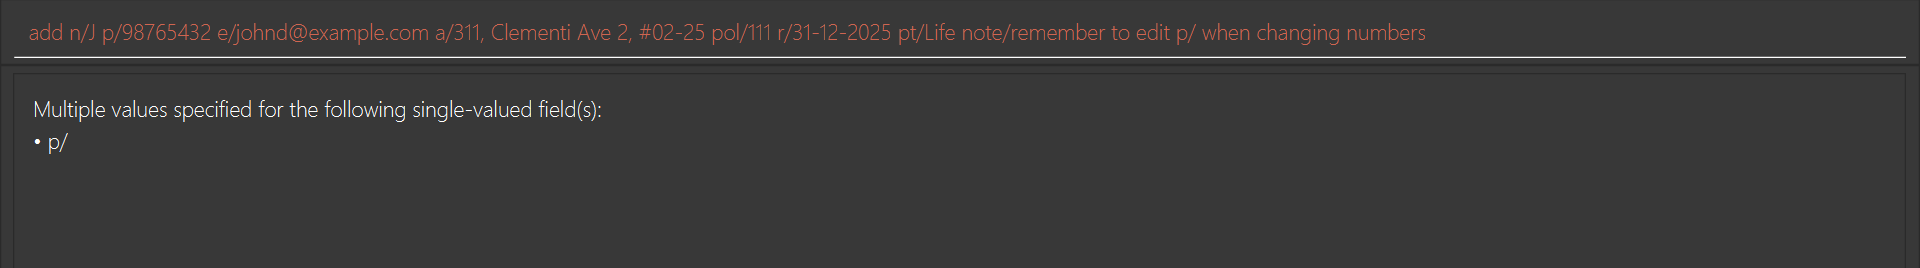 add n/J p/98765432 e/johnd@example.com a/311, Clementi Ave 2, #02-25 pol/111 r/31-12-2025 pt/Life note/remember to edit p/ when changing numbers
Multiple values specified for the following single-valued field(s):
• p/